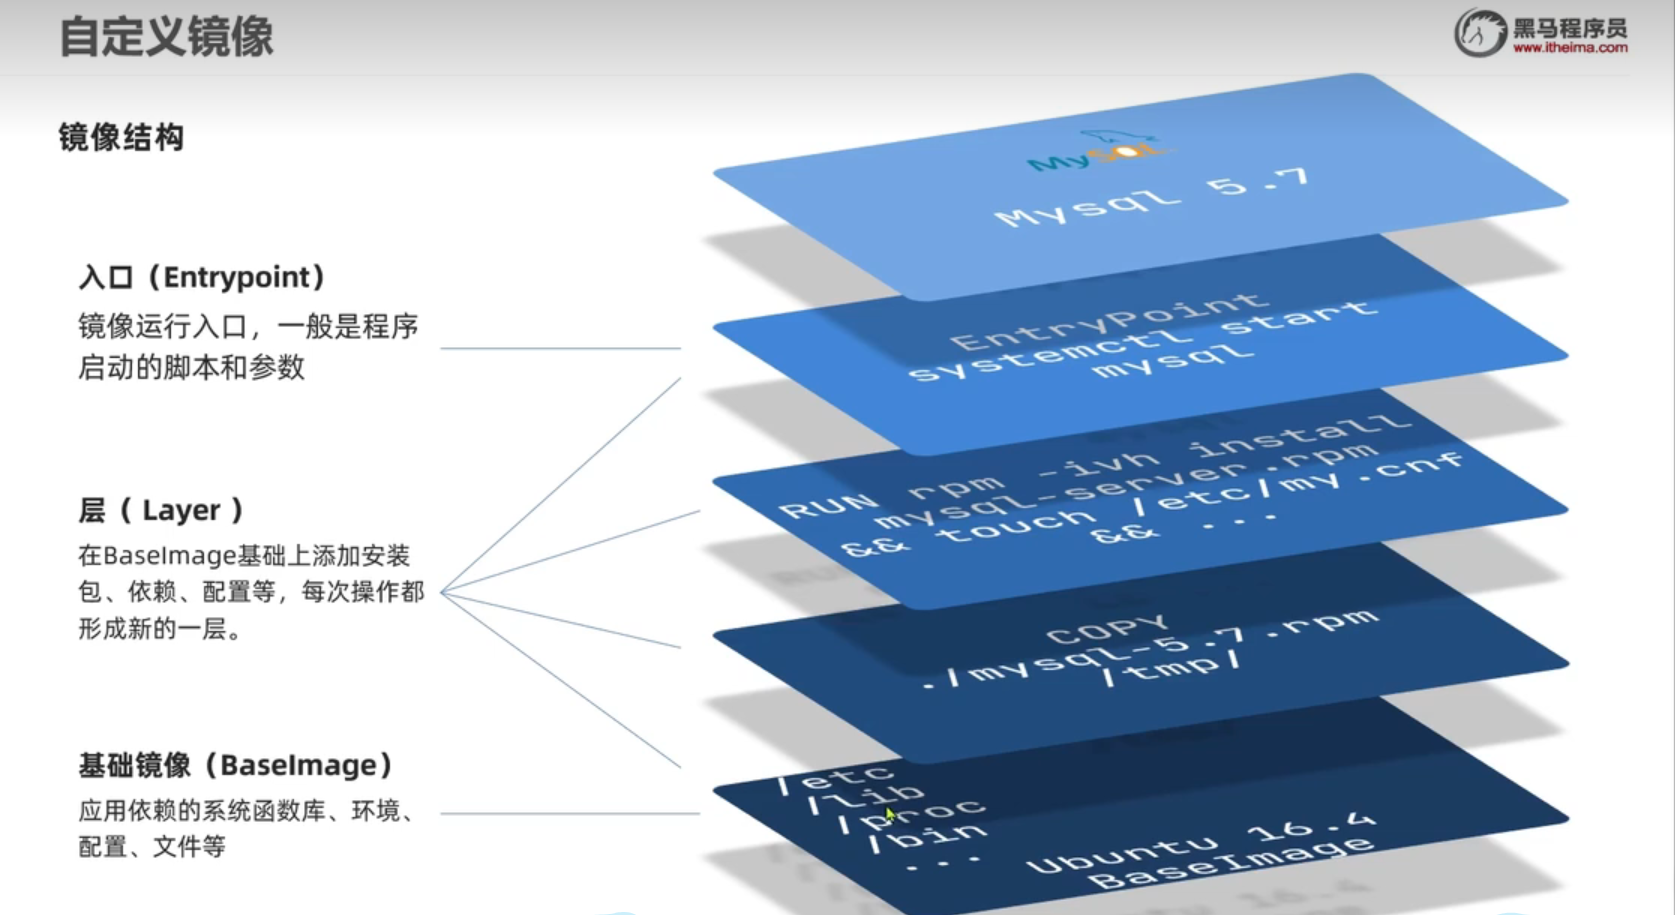 自定义镜像
黑马程序员
www.itheima.com
镜像结构
入口（Entrypoint）
镜像运行入口，一般是程序
启动的脚本和参数
层（ Layer ）
在BaseImage基础上添加安装
包、依赖、配置等，每次操作都
形成新的一层。
基础镜像（BaseImage）
应用依赖的系统函数库、环境、
配置、文件等
MySQL
Mysql 5.7
EntryPoint
systemctl start
mysql
RUN rpm -ivh install
mysql-server.rpm
&& touch /etc/my.cnf
&& ...
COPY
./mysql-5.7.rpm
/tmp/
/etc
/lib
/proc
/bin
...
Ubuntu 16.4
BaseImage